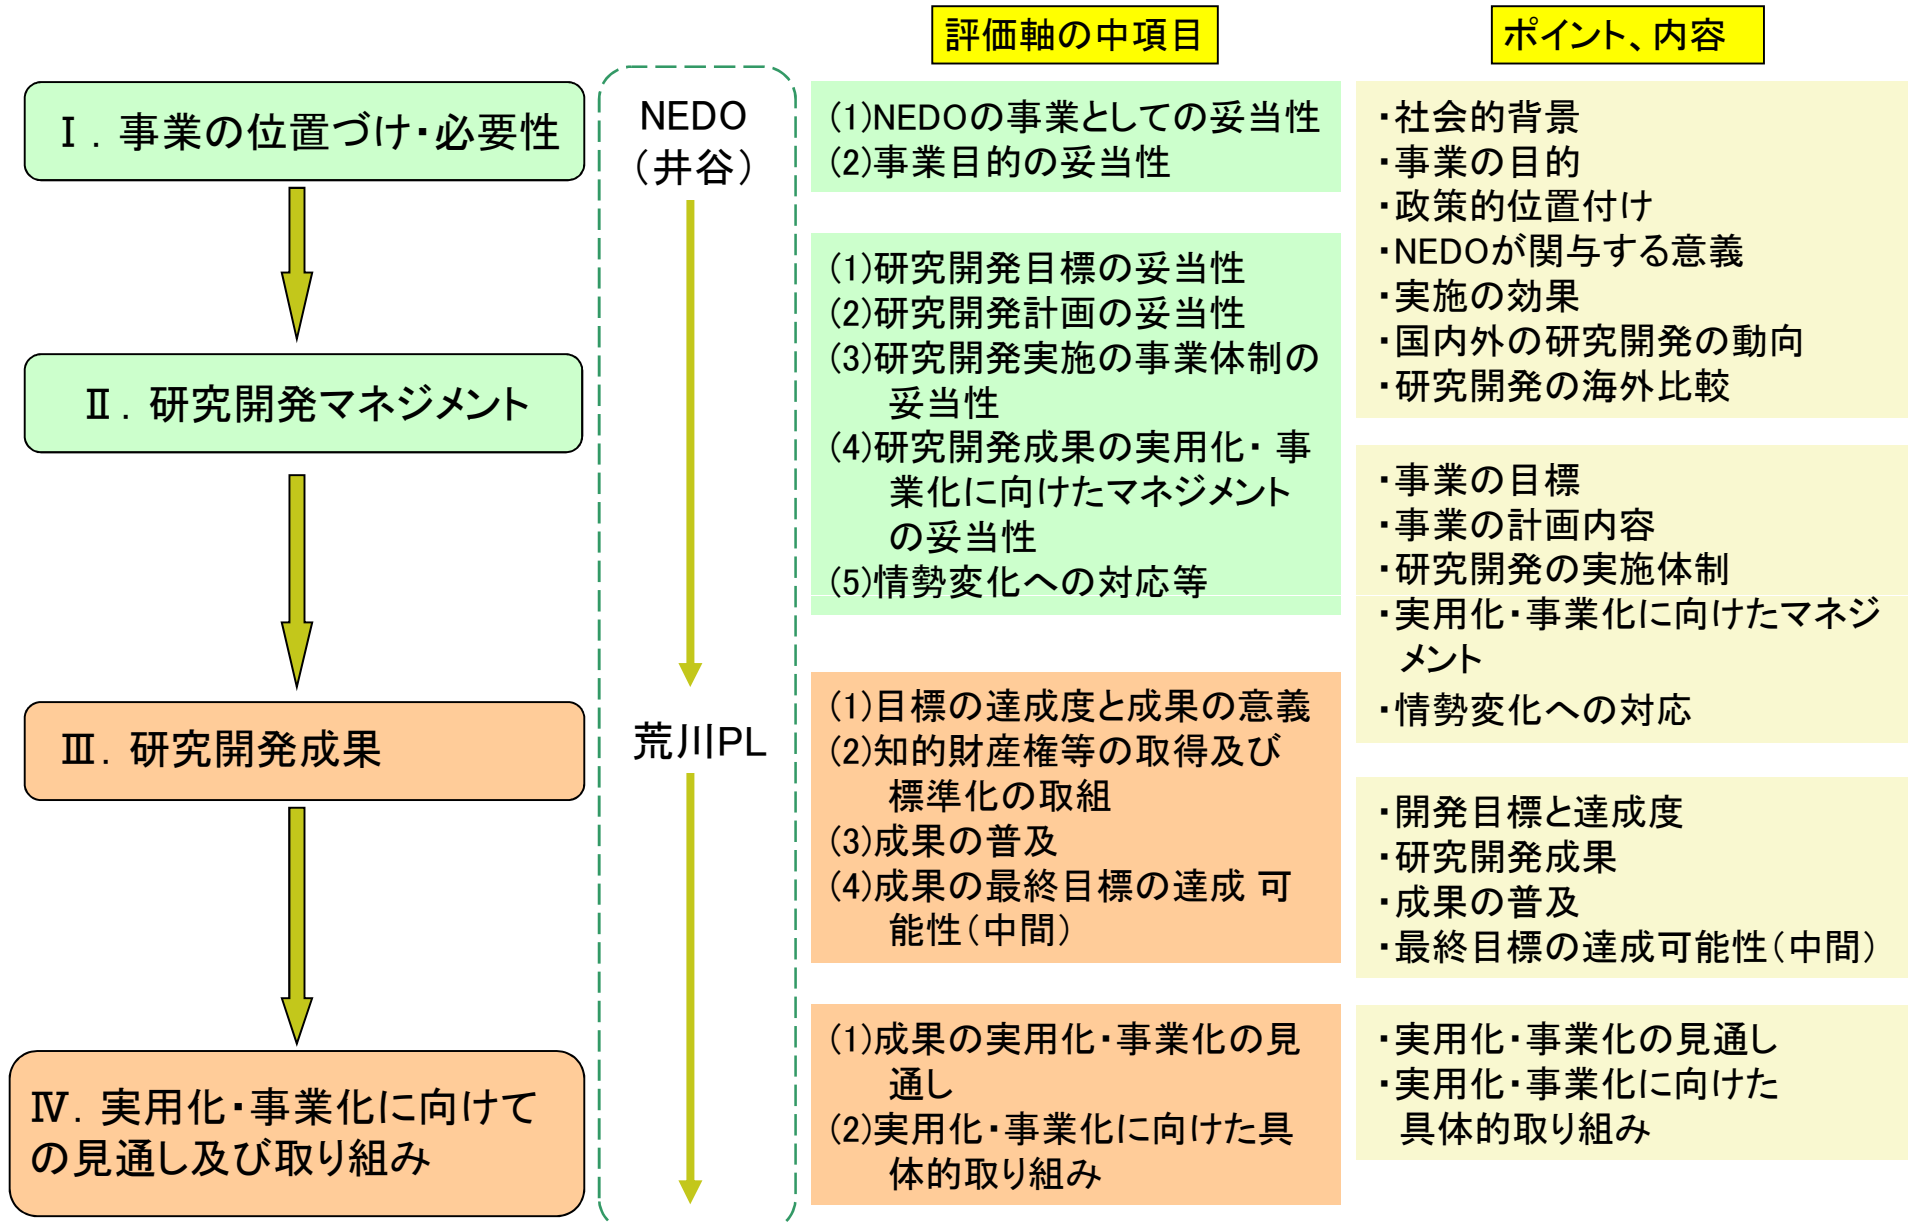 評価軸の中項目
ポイント、内容
Ⅰ．事業の位置づけ・必要性
NEDO
（井谷）
(1)NEDOの事業としての妥当性
(2)事業目的の妥当性
・社会的背景
・事業の目的
・政策的位置付け
・NEDOが関与する意義
・実施の効果
・国内外の研究開発の動向
・研究開発の海外比較
Ⅱ．研究開発マネジメント
(1)研究開発目標の妥当性
(2)研究開発計画の妥当性
(3)研究開発実施の事業体制の
妥当性
(4)研究開発成果の実用化・ 事
業化に向けたマネジメント
の妥当性
(5)情勢変化への対応等
・事業の目標
・事業の計画内容
・研究開発の実施体制
・実用化・事業化に向けたマネジ
メント
・情勢変化への対応
Ⅲ．研究開発成果
荒川PL
(1)目標の達成度と成果の意義
(2)知的財産権等の取得及び
標準化の取組
(3)成果の普及
(4)成果の最終目標の達成 可
能性（中間）
・開発目標と達成度
・研究開発成果
・成果の普及
・最終目標の達成可能性（中間）
Ⅳ．実用化・事業化に向けて
の見通し及び取り組み
(1)成果の実用化・事業化の見
通し
(2)実用化・事業化に向けた具
体的取り組み
・実用化・事業化の見通し
・実用化・事業化に向けた
具体的取り組み